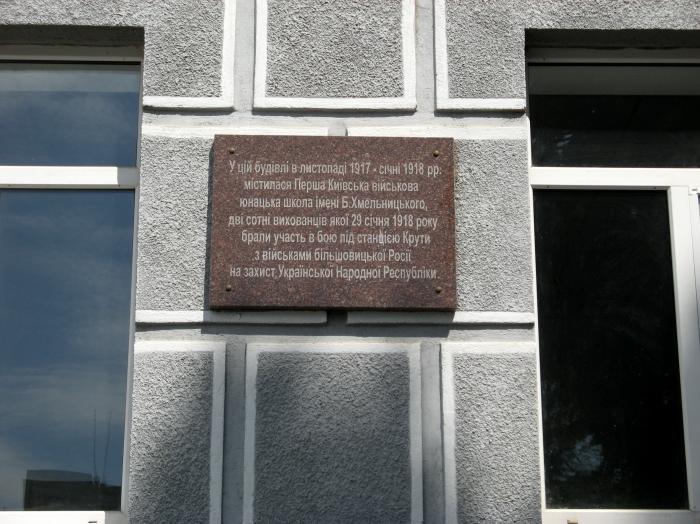 У цій будівлі в листопаді 1917 - січні 1918 рр.
містилася Перша Київська військова
юнацька школа імені Б.Хмельницького,
дві сотні вихованців якої 29 січня 1918 року
брали участь в бою під станцією Крути
з військами більшовицької Росії
на захист Української Народної Республіки.